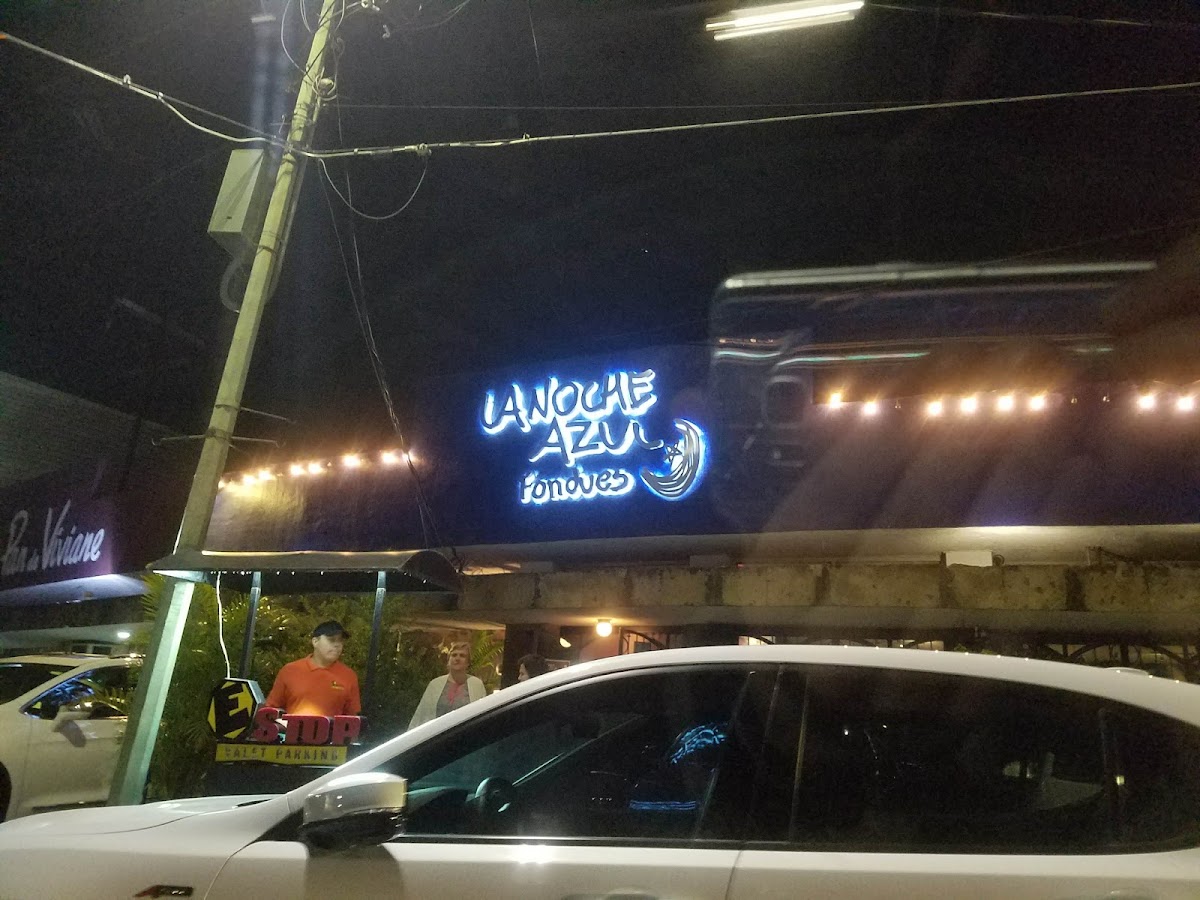 LA NOCHE
AZUL
Fondues
Pan de Viviane
E STOP
VALET PARKING